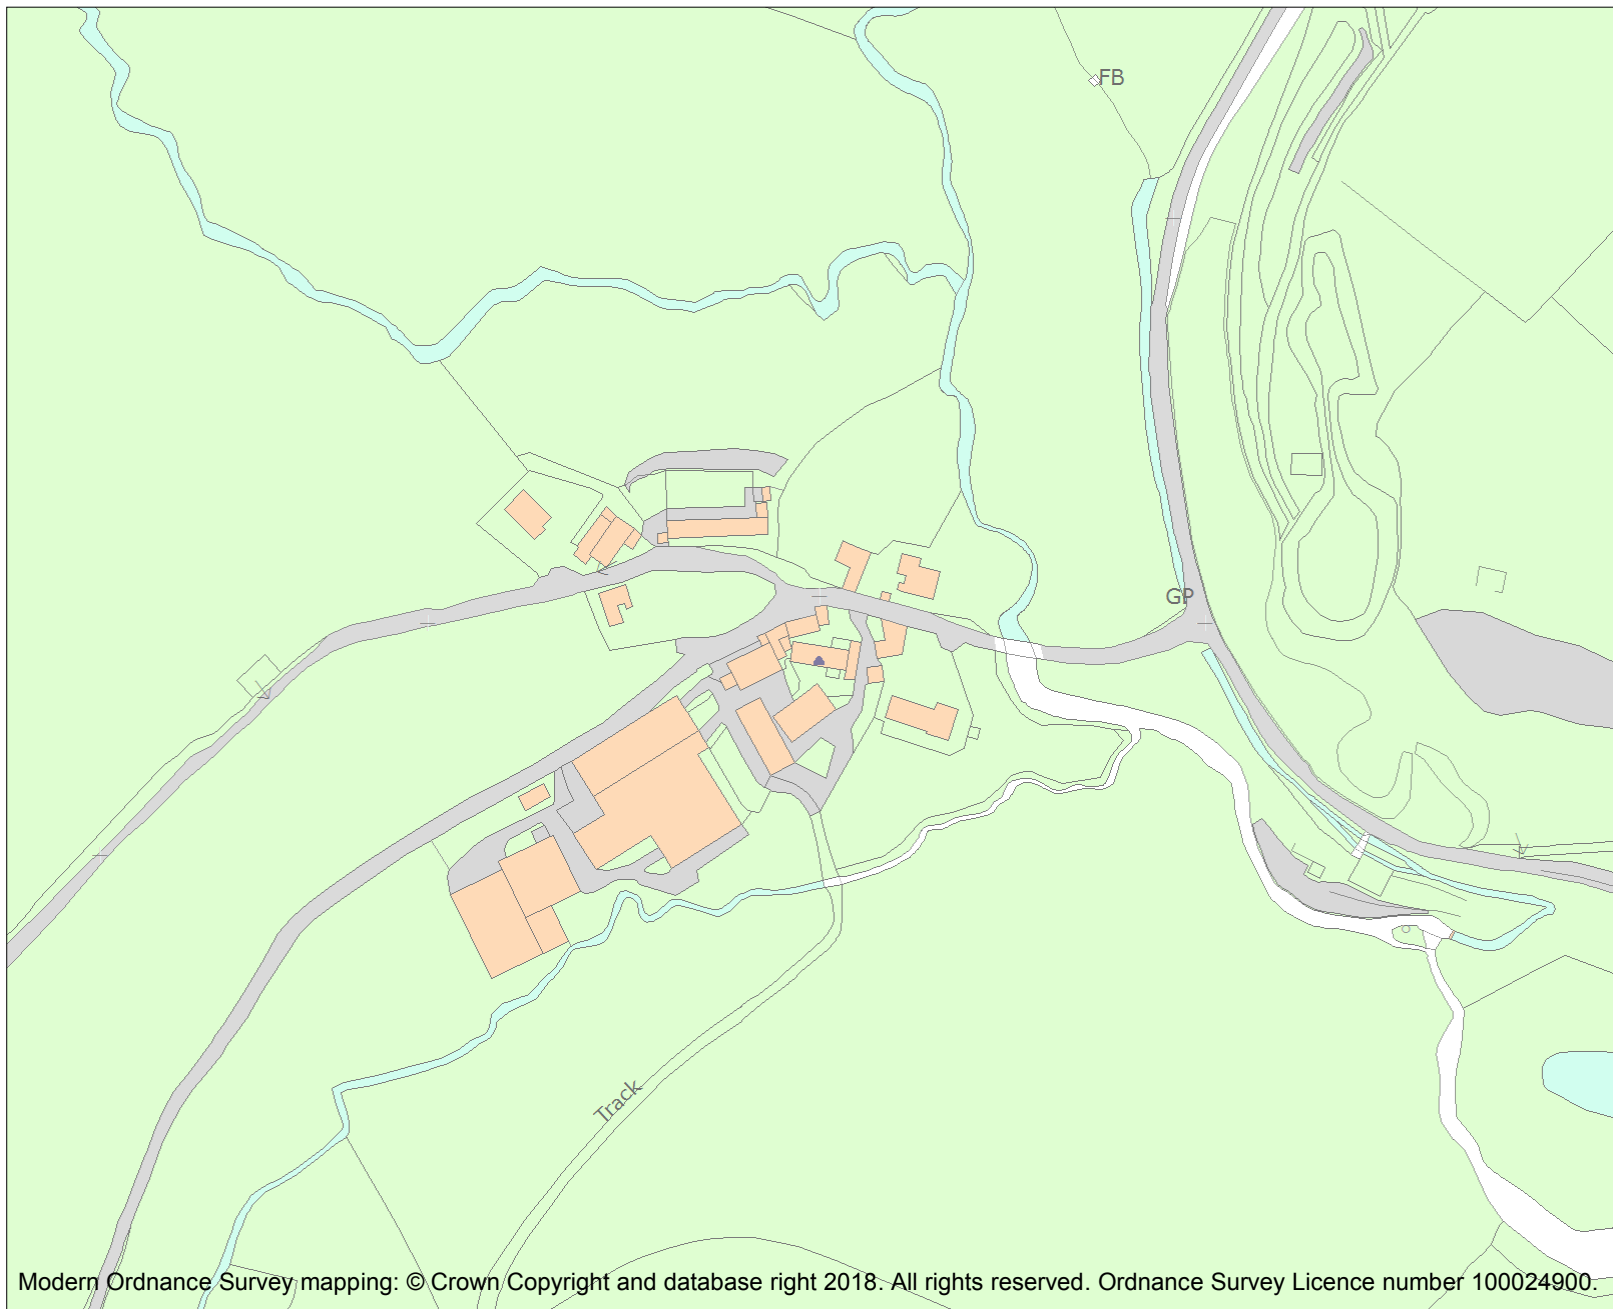 FB
GP
Track
Modern Ordnance Survey mapping: © Crown Copyright and database right 2018. All rights reserved. Ordnance Survey Licence number 100024900.